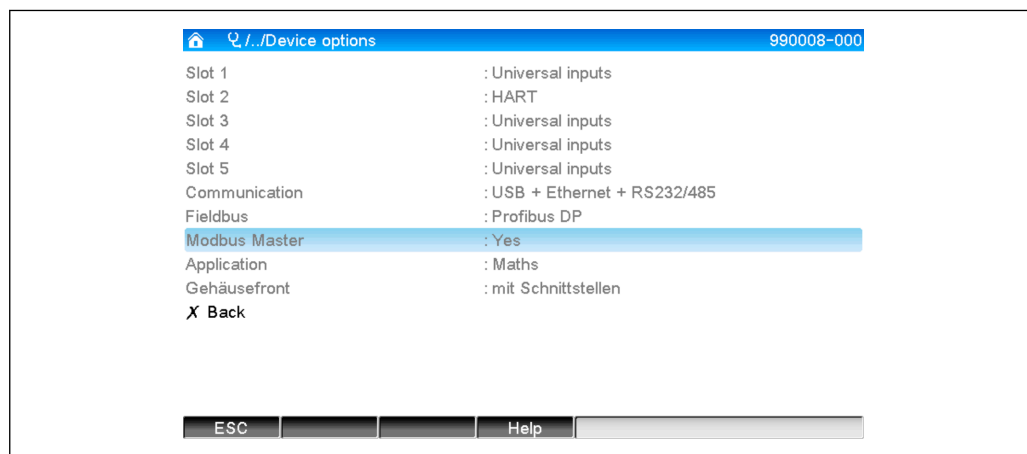 /../Device options 990008-000
Slot 1 : Universal inputs
Slot 2 : HART
Slot 3 : Universal inputs
Slot 4 : Universal inputs
Slot 5 : Universal inputs
Communication : USB + Ethernet + RS232/485
Fieldbus : Profibus DP
Modbus Master : Yes
Application : Maths
Gehäusefront : mit Schnittstellen
X Back
ESC Help